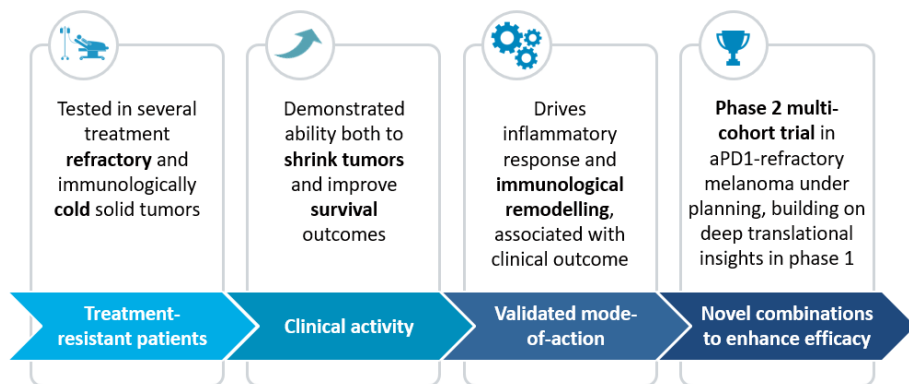 Tested in several
treatment
refractory and
immunologically
cold solid tumors
Treatment-
resistant patients
Demonstrated
ability both to
shrink tumors
and improve
survival
outcomes
Clinical activity
Drives
inflammatory
response and
immunological
remodelling,
associated with
clinical outcome
Validated mode-
of-action
Phase 2 multi-
cohort trial in
aPD1-refractory
melanoma under
planning, building on
deep translational
insights in phase 1
Novel combinations
to enhance efficacy